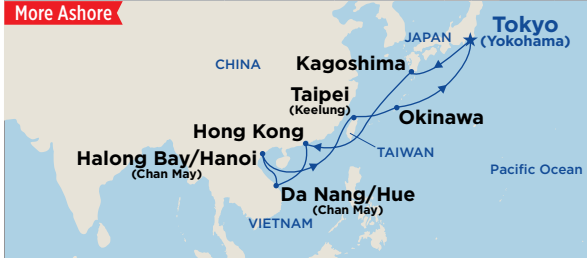 More Ashore
Tokyo
(Yokohama)
JAPAN
Kagoshima
CHINA
Taipei
(Keelung)
Okinawa
Hong Kong
TAIWAN
Halong Bay/Hanoi
(Chan May)
Pacific Ocean
Da Nang/Hue
(Chan May)
VIETNAM